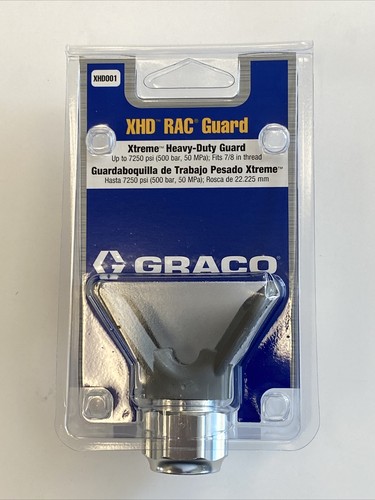 XHD001
XHD™ RAC® Guard
Xtreme™ Heavy-Duty Guard
Up to 7250 psi (500 bar, 50 MPa); Fits 7/8 in thread
Guardaboquilla de Trabajo Pesado Xtreme™
Hasta 7250 psi (500 bar, 50 MPa); Rosca de 22.225 mm
GRACO